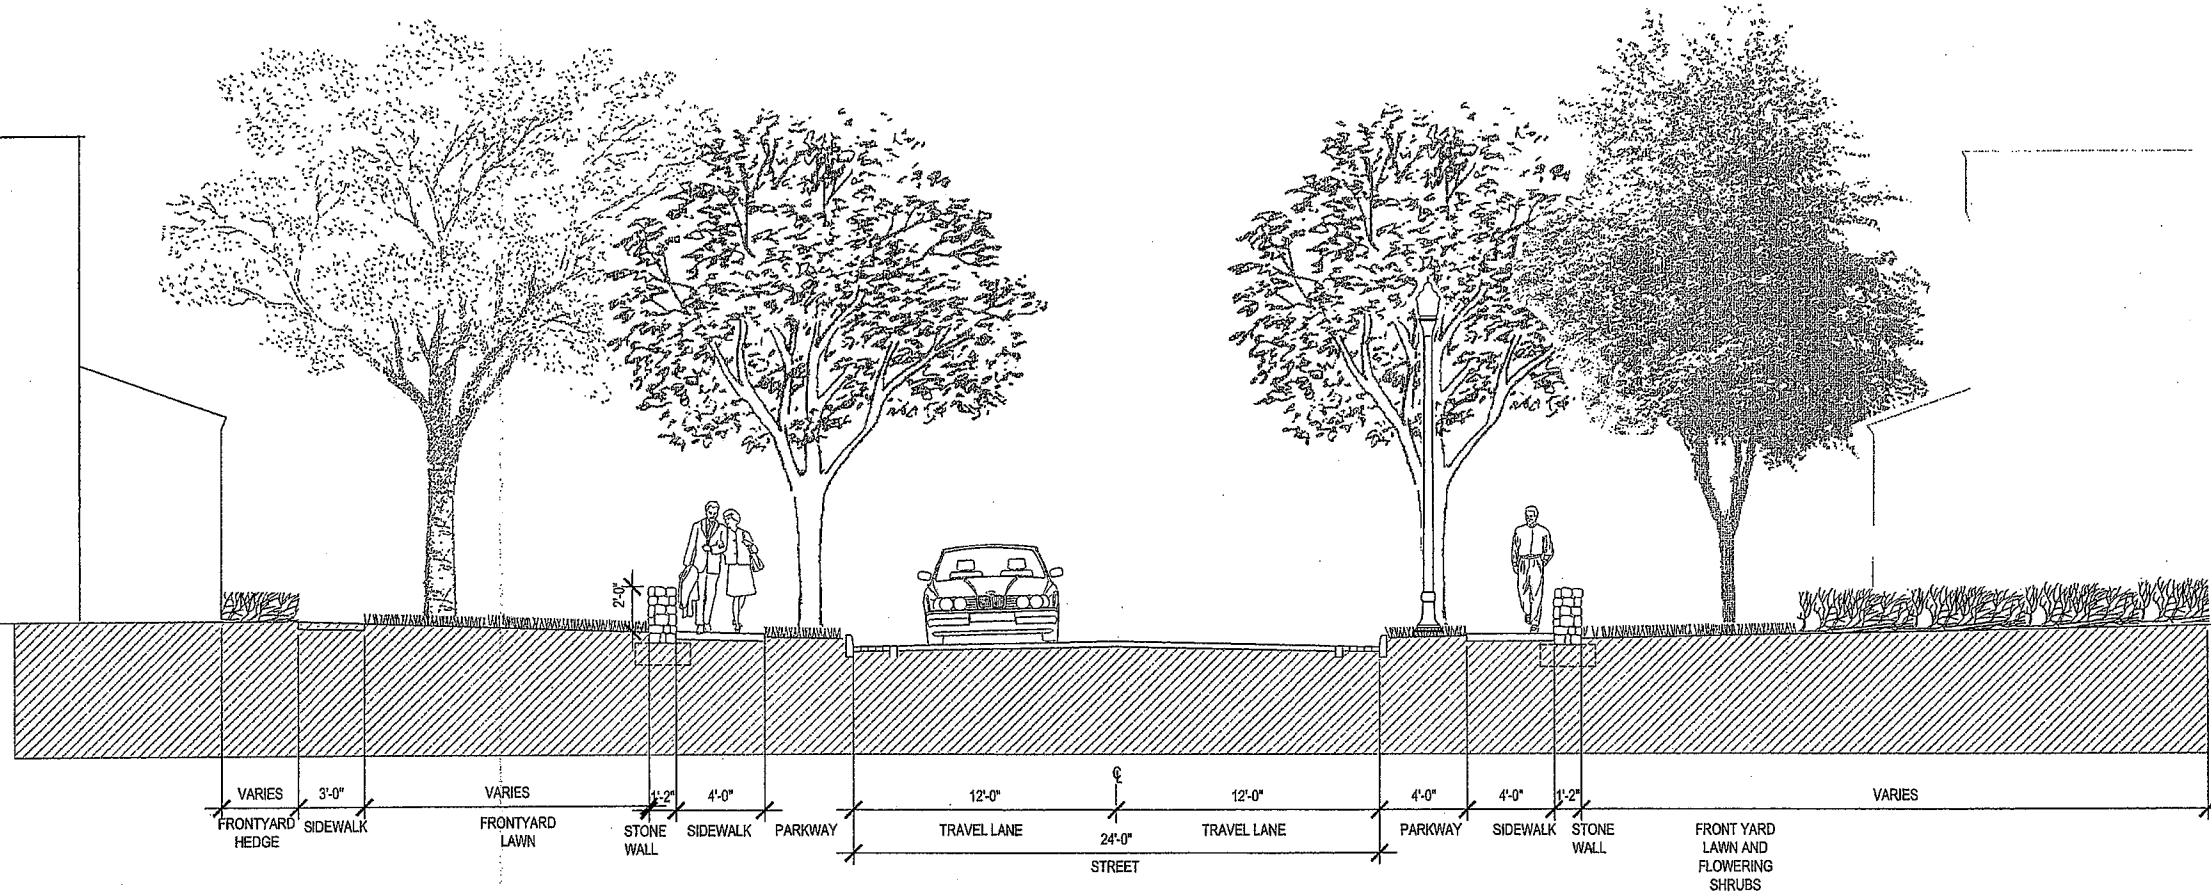 2'-0"
℄
VARIES
3'-0"
VARIES
1'-2"
4'-0"
12'-0"
12'-0"
4'-0"
4'-0"
1'-2"
VARIES
FRONTYARD
HEDGE
SIDEWALK
FRONTYARD
LAWN
STONE
WALL
SIDEWALK
PARKWAY
TRAVEL LANE
TRAVEL LANE
PARKWAY
SIDEWALK
STONE
WALL
FRONT YARD
LAWN AND
FLOWERING
SHRUBS
24'-0"
STREET